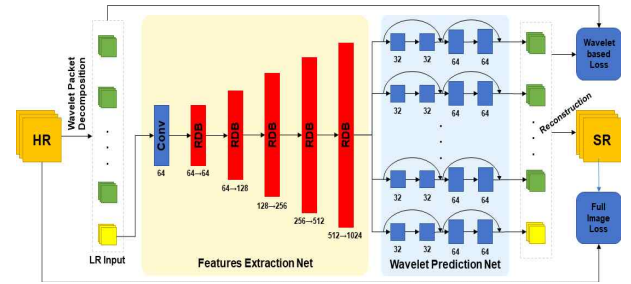 HR
Wavelet Packet
Decomposition
LR Input
Conv
64
RDB
64→64
RDB
64→128
RDB
128→256
RDB
256→512
RDB
512→1024
Features Extraction Net
32 32 64 64
32 32 64 64
32 32 64 64
32 32 64 64
Wavelet Prediction Net
Reconstruction
Wavelet
based
Loss
SR
Full
Image
Loss